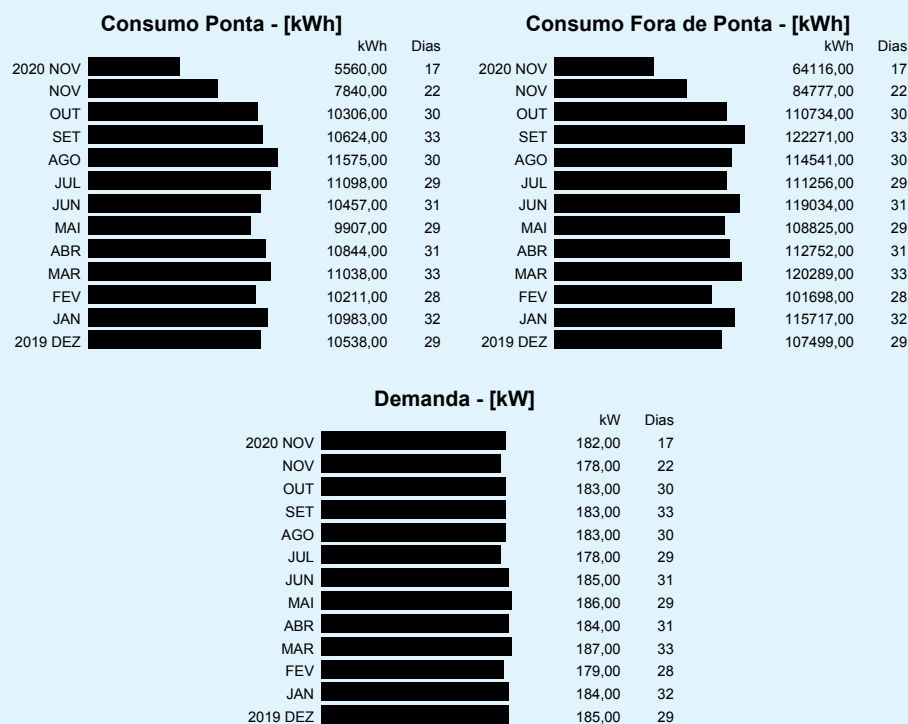 Consumo Ponta - [kWh]
kWh Dias
2020 NOV 5560,00 17
NOV 7840,00 22
OUT 10306,00 30
SET 10624,00 33
AGO 11575,00 30
JUL 11098,00 29
JUN 10457,00 31
MAI 9907,00 29
ABR 10844,00 31
MAR 11038,00 33
FEV 10211,00 28
JAN 10983,00 32
2019 DEZ 10538,00 29
Consumo Fora de Ponta - [kWh]
kWh Dias
2020 NOV 64116,00 17
NOV 84777,00 22
OUT 110734,00 30
SET 122271,00 33
AGO 114541,00 30
JUL 111256,00 29
JUN 119034,00 31
MAI 108825,00 29
ABR 112752,00 31
MAR 120289,00 33
FEV 101698,00 28
JAN 115717,00 32
2019 DEZ 107499,00 29
Demanda - [kW]
kW Dias
2020 NOV 182,00 17
NOV 178,00 22
OUT 183,00 30
SET 183,00 33
AGO 183,00 30
JUL 178,00 29
JUN 185,00 31
MAI 186,00 29
ABR 184,00 31
MAR 187,00 33
FEV 179,00 28
JAN 184,00 32
2019 DEZ 185,00 29